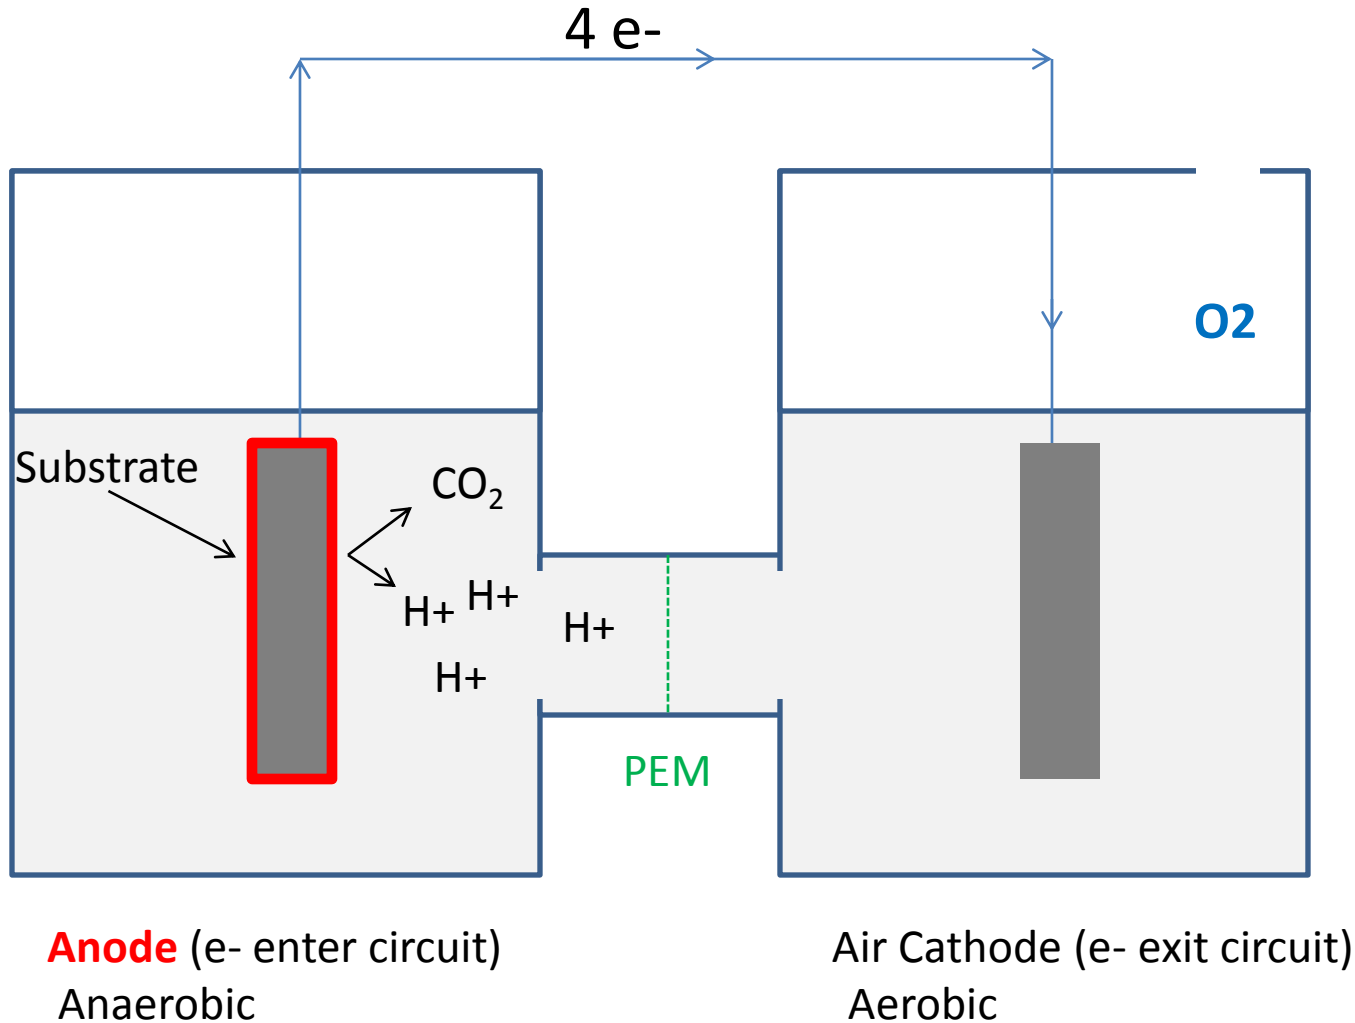 4 e-
O2
Substrate
CO₂
H+
H+
H+
H+
PEM
Anode (e- enter circuit)
Anaerobic
Air Cathode (e- exit circuit)
Aerobic